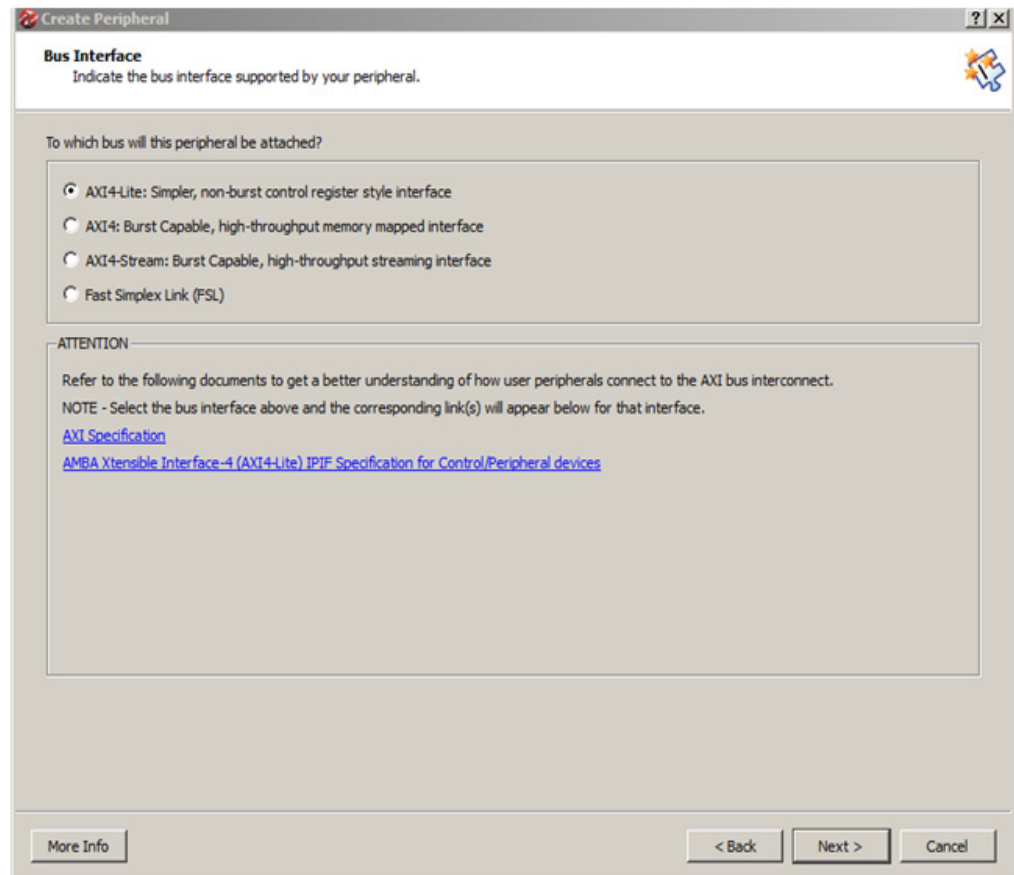 Create Peripheral
Bus Interface
Indicate the bus interface supported by your peripheral.
To which bus will this peripheral be attached?
AXI4-Lite: Simpler, non-burst control register style interface
AXI4: Burst Capable, high-throughput memory mapped interface
AXI4-Stream: Burst Capable, high-throughput streaming interface
Fast Simplex Link (FSL)
ATTENTION
Refer to the following documents to get a better understanding of how user peripherals connect to the AXI bus interconnect.
NOTE - Select the bus interface above and the corresponding link(s) will appear below for that interface.
AXI Specification
AMBA Xtensible Interface-4 (AXI4-Lite) IPIF Specification for Control/Peripheral devices
More Info
< Back
Next >
Cancel